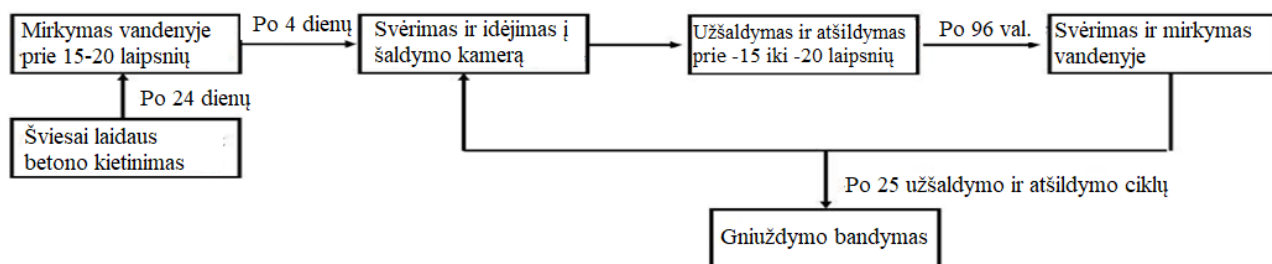 Mirkymas vandenyje
prie 15-20 laipsnių
Po 4 dienų
Svėrimas ir idėjimas į
šaldymo kamerą
Užšaldymas ir atšildymas
prie -15 iki -20 laipsnių
Po 96 val.
Svėrimas ir mirkymas
vandenyje
Po 24 dienų
Šviesai laidaus
betono kietinimas
Po 25 užšaldymo ir atšildymo ciklų
Gniuždymo bandymas